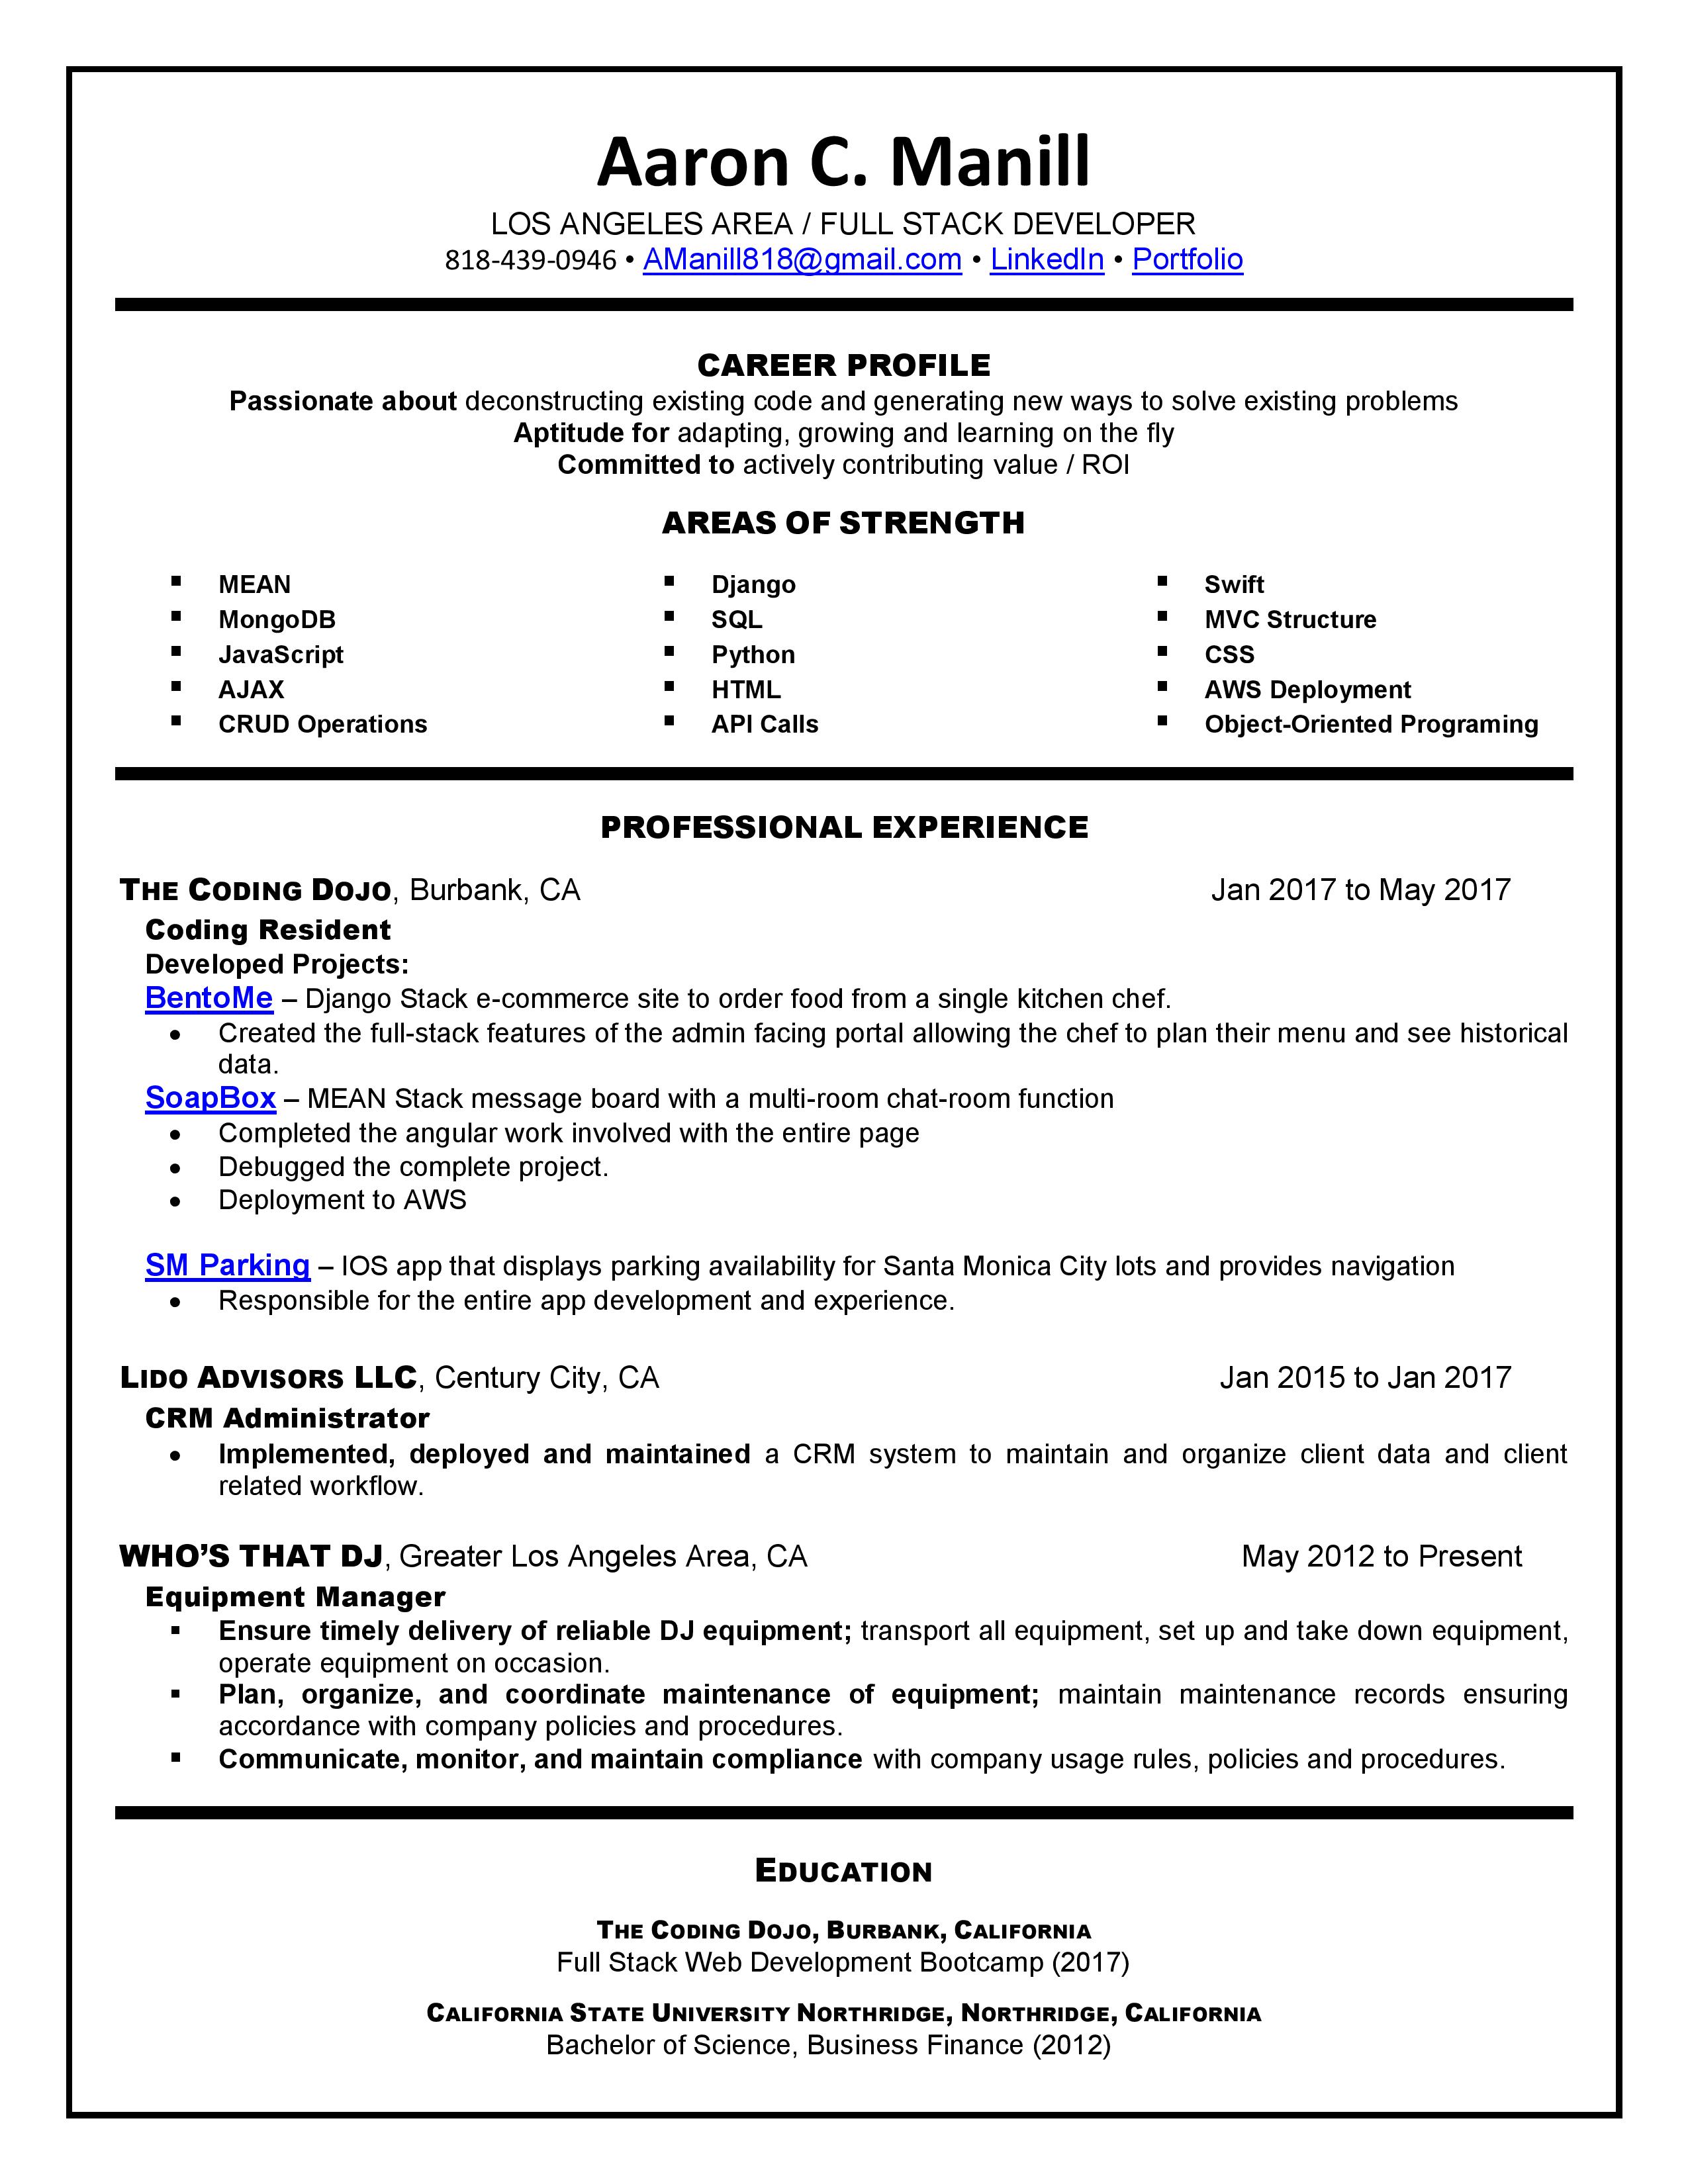 Aaron C. Manill
LOS ANGELES AREA / FULL STACK DEVELOPER
818-439-0946 • AManill818@gmail.com • LinkedIn • Portfolio
CAREER PROFILE
Passionate about deconstructing existing code and generating new ways to solve existing problems
Aptitude for adapting, growing and learning on the fly
Committed to actively contributing value / ROI
AREAS OF STRENGTH
▪ MEAN
▪ MongoDB
▪ JavaScript
▪ AJAX
▪ CRUD Operations
▪ Django
▪ SQL
▪ Python
▪ HTML
▪ API Calls
▪ Swift
▪ MVC Structure
▪ CSS
▪ AWS Deployment
▪ Object-Oriented Programing
PROFESSIONAL EXPERIENCE
THE CODING DOJO, Burbank, CA Jan 2017 to May 2017
Coding Resident
Developed Projects:
BentoMe – Django Stack e-commerce site to order food from a single kitchen chef.
• Created the full-stack features of the admin facing portal allowing the chef to plan their menu and see historical
data.
SoapBox – MEAN Stack message board with a multi-room chat-room function
• Completed the angular work involved with the entire page
• Debugged the complete project.
• Deployment to AWS
SM Parking – IOS app that displays parking availability for Santa Monica City lots and provides navigation
• Responsible for the entire app development and experience.
LIDO ADVISORS LLC, Century City, CA Jan 2015 to Jan 2017
CRM Administrator
• Implemented, deployed and maintained a CRM system to maintain and organize client data and client
related workflow.
WHO'S THAT DJ, Greater Los Angeles Area, CA May 2012 to Present
Equipment Manager
▪ Ensure timely delivery of reliable DJ equipment; transport all equipment, set up and take down equipment,
operate equipment on occasion.
▪ Plan, organize, and coordinate maintenance of equipment; maintain maintenance records ensuring
accordance with company policies and procedures.
▪ Communicate, monitor, and maintain compliance with company usage rules, policies and procedures.
EDUCATION
THE CODING DOJO, BURBANK, CALIFORNIA
Full Stack Web Development Bootcamp (2017)
CALIFORNIA STATE UNIVERSITY NORTHRIDGE, NORTHRIDGE, CALIFORNIA
Bachelor of Science, Business Finance (2012)